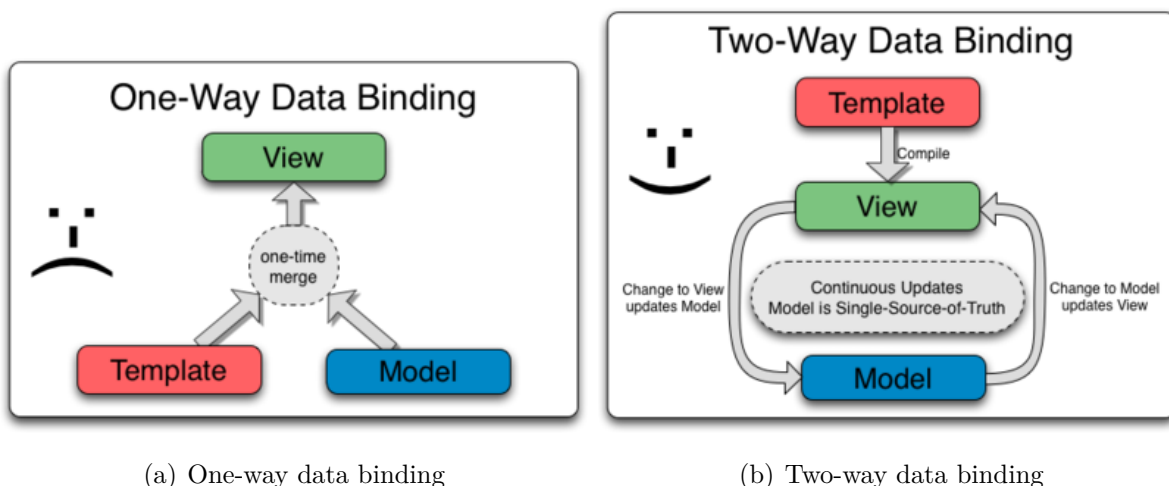 One-Way Data Binding
View
one-time
merge
Template
Model
(a) One-way data binding
Two-Way Data Binding
Template
Compile
View
Change to View
updates Model
Continuous Updates
Model is Single-Source-of-Truth
Change to Model
updates View
Model
(b) Two-way data binding